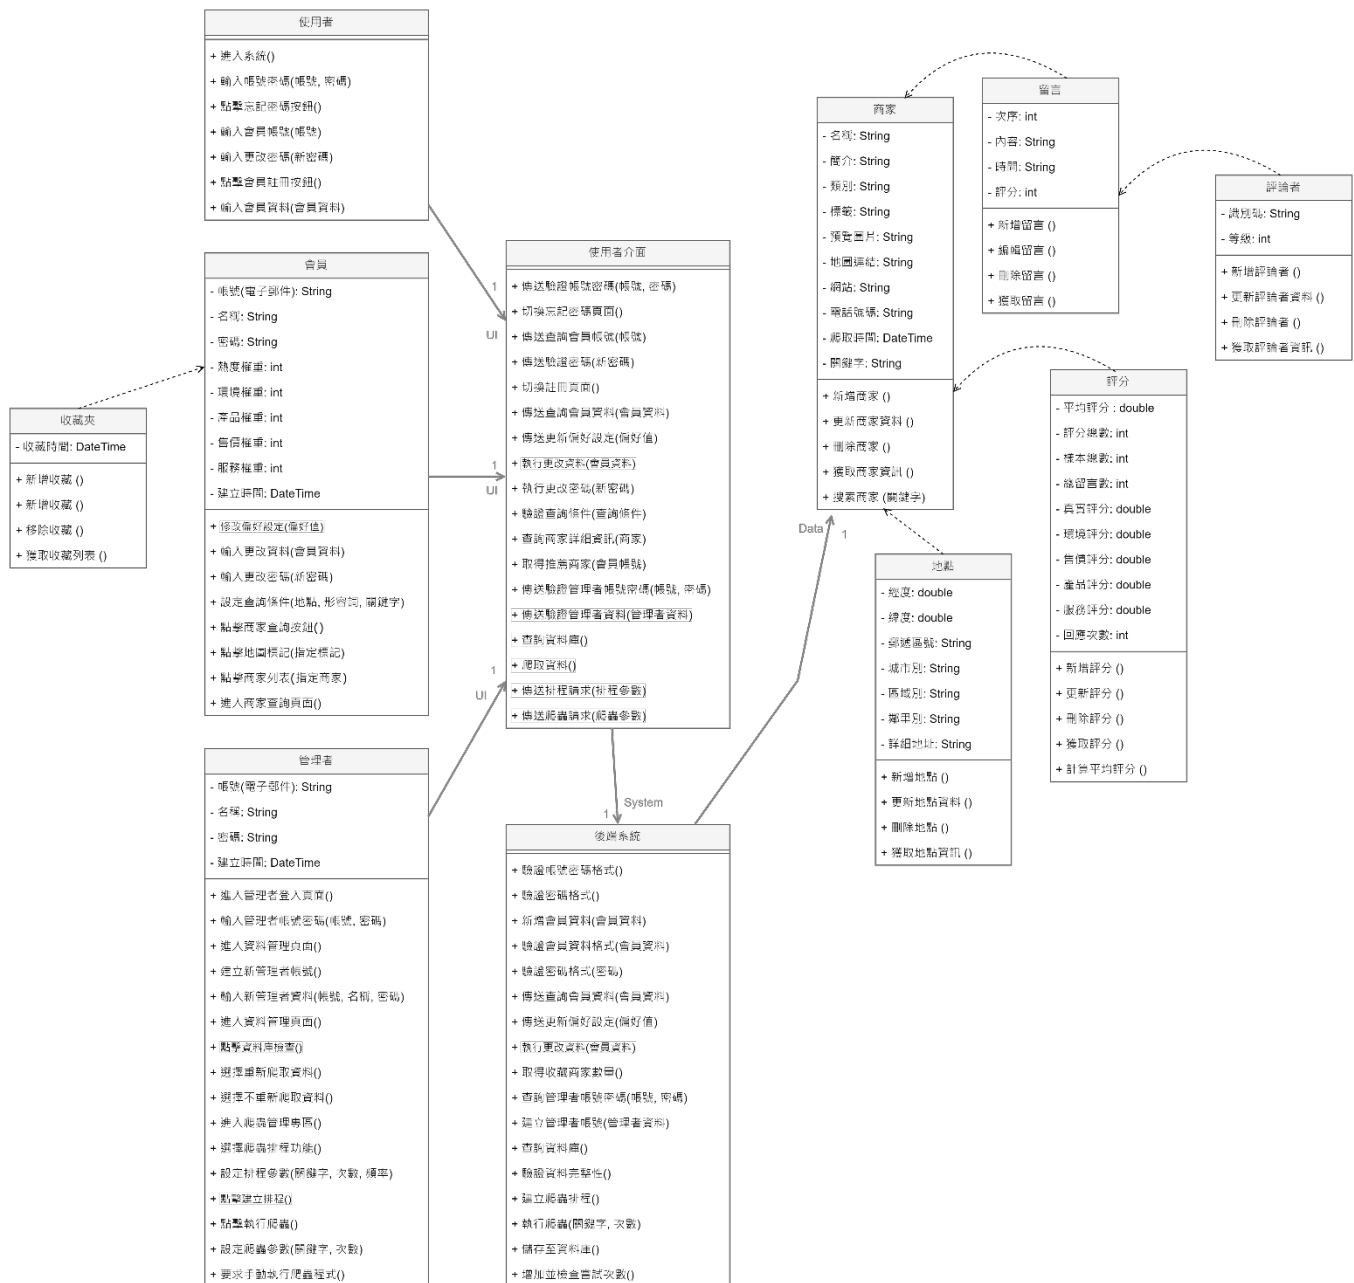 使用者
+ 進入系統()
+ 輸入帳號密碼(帳號, 密碼)
+ 點擊忘記密碼按鈕()
+ 輸入會員帳號(帳號)
+ 輸入更改密碼(新密碼)
+ 點擊會員註冊按鈕()
+ 輸入會員資料(會員資料)
會員
- 帳號(電子郵件): String
- 名稱: String
- 密碼: String
- 熱度權重: int
- 環境權重: int
- 產品權重: int
- 售價權重: int
- 服務權重: int
- 建立時間: DateTime
+ 修改偏好設定(偏好值)
+ 輸入更改資料(會員資料)
+ 輸入更改密碼(新密碼)
+ 設定查詢條件(地點, 形容詞, 關鍵字)
+ 點擊商家查詢按鈕()
+ 點擊地圖標記(指定標記)
+ 點擊商家列表(指定商家)
+ 進入商家查詢頁面()
收藏夾
- 收藏時間: DateTime
+ 新增收藏 ()
+ 新增收藏 ()
+ 移除收藏 ()
+ 獲取收藏列表 ()
管理者
- 帳號(電子郵件): String
- 名稱: String
- 密碼: String
- 建立時間: DateTime
+ 進入管理者登入頁面()
+ 輸入管理者帳號密碼(帳號, 密碼)
+ 進入資料管理頁面()
+ 建立新管理者帳號()
+ 輸入新管理者資料(帳號, 名稱, 密碼)
+ 進入資料管理頁面()
+ 點擊資料庫檢查()
+ 選擇重新爬取資料()
+ 選擇不重新爬取資料()
+ 進入爬蟲管理專區()
+ 選擇爬蟲排程功能()
+ 設定排程參數(關鍵字, 次數, 頻率)
+ 點擊建立排程()
+ 點擊執行爬蟲()
+ 設定爬蟲參數(關鍵字, 次數)
+ 要求手動執行爬蟲程式()
1
UI
1
UI
1
UI
使用者介面
+ 傳送驗證帳號密碼(帳號, 密碼)
+ 切換忘記密碼頁面()
+ 傳送查詢會員帳號(帳號)
+ 傳送驗證密碼(新密碼)
+ 切換註冊頁面()
+ 傳送查詢會員資料(會員資料)
+ 傳送更新偏好設定(偏好值)
+ 執行更改資料(會員資料)
+ 執行更改密碼(新密碼)
+ 驗證查詢條件(查詢條件)
+ 查詢商家詳細資訊(商家)
+ 取得推薦商家(會員帳號)
+ 傳送驗證管理者帳號密碼(帳號, 密碼)
+ 傳送驗證管理者資料(管理者資料)
+ 查詢資料庫()
+ 爬取資料()
+ 傳送排程請求(排程參數)
+ 傳送爬蟲請求(爬蟲參數)
System
1
後端系統
+ 驗證帳號密碼格式()
+ 驗證密碼格式()
+ 新增會員資料(會員資料)
+ 驗證會員資料格式(會員資料)
+ 驗證密碼格式(密碼)
+ 傳送查詢會員資料(會員資料)
+ 傳送更新偏好設定(偏好值)
+ 執行更改資料(會員資料)
+ 取得收藏商家數量()
+ 查詢管理者帳號密碼(帳號, 密碼)
+ 建立管理者帳號(管理者資料)
+ 查詢資料庫()
+ 驗證資料完整性()
+ 建立爬蟲排程()
+ 執行爬蟲(關鍵字, 次數)
+ 儲存至資料庫()
+ 增加並檢查嘗試次數()
Data
1
商家
- 名稱: String
- 簡介: String
- 類別: String
- 標籤: String
- 預覽圖片: String
- 地圖連結: String
- 網站: String
- 電話號碼: String
- 爬取時間: DateTime
- 關鍵字: String
+ 新增商家 ()
+ 更新商家資料 ()
+ 刪除商家 ()
+ 獲取商家資訊 ()
+ 搜索商家 (關鍵字)
留言
- 次序: int
- 內容: String
- 時間: String
- 評分: int
+ 新增留言 ()
+ 編輯留言 ()
+ 刪除留言 ()
+ 獲取留言 ()
評論者
- 識別碼: String
- 等級: int
+ 新增評論者 ()
+ 更新評論者資料 ()
+ 刪除評論者 ()
+ 獲取評論者資訊 ()
評分
- 平均評分 : double
- 評分總數: int
- 樣本總數: int
- 總留言數: int
- 真實評分: double
- 環境評分: double
- 售價評分: double
- 產品評分: double
- 服務評分: double
- 回應次數: int
+ 新增評分 ()
+ 更新評分 ()
+ 刪除評分 ()
+ 獲取評分 ()
+ 計算平均評分 ()
地點
- 經度: double
- 緯度: double
- 郵遞區號: String
- 城市別: String
- 區域別: String
- 鄰里別: String
- 詳細地址: String
+ 新增地點 ()
+ 更新地點資料 ()
+ 刪除地點 ()
+ 獲取地點資訊 ()